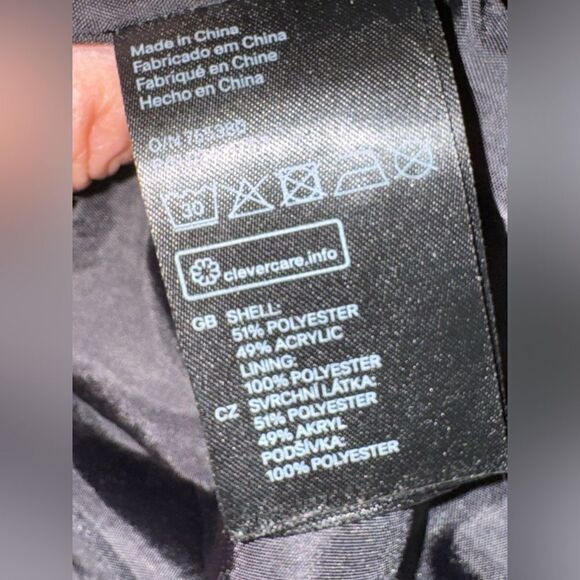 Made in China
Fabricado em China
Fabriqué en Chine
Hecho en China
O/N
30
clevercare.info
GB SHELL:
51% POLYESTER
49% ACRYLIC
LINING:
100% POLYESTER
CZ SVRCHNÍ LÁTKA:
51% POLYESTER
49% AKRYL
PODŠÍVKA:
100% POLYESTER